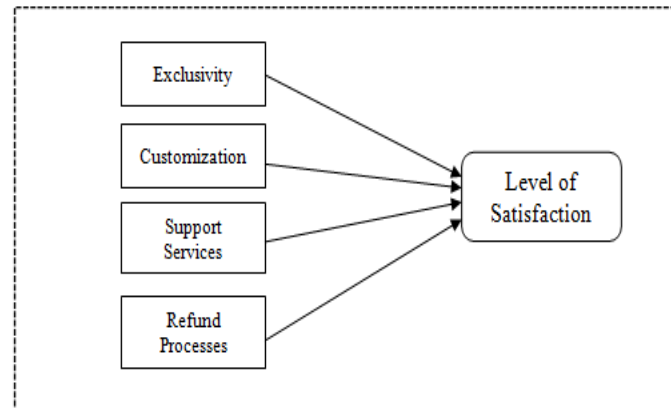 Exclusivity
Customization
Support
Services
Refund
Processes
Level of
Satisfaction